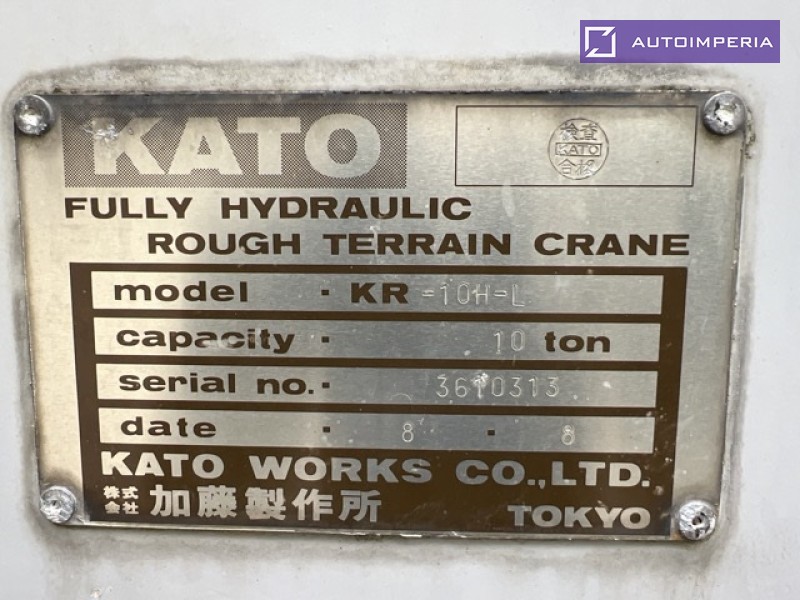 AUTOIMPERIA
KATO
検査
KATO
合格
FULLY HYDRAULIC
ROUGH TERRAIN CRANE
model · KR-10H-L
capacity · 10 ton
serial no. · 3610313
date · 8 · 8
KATO WORKS CO.,LTD.
株式会社 加藤製作所 TOKYO